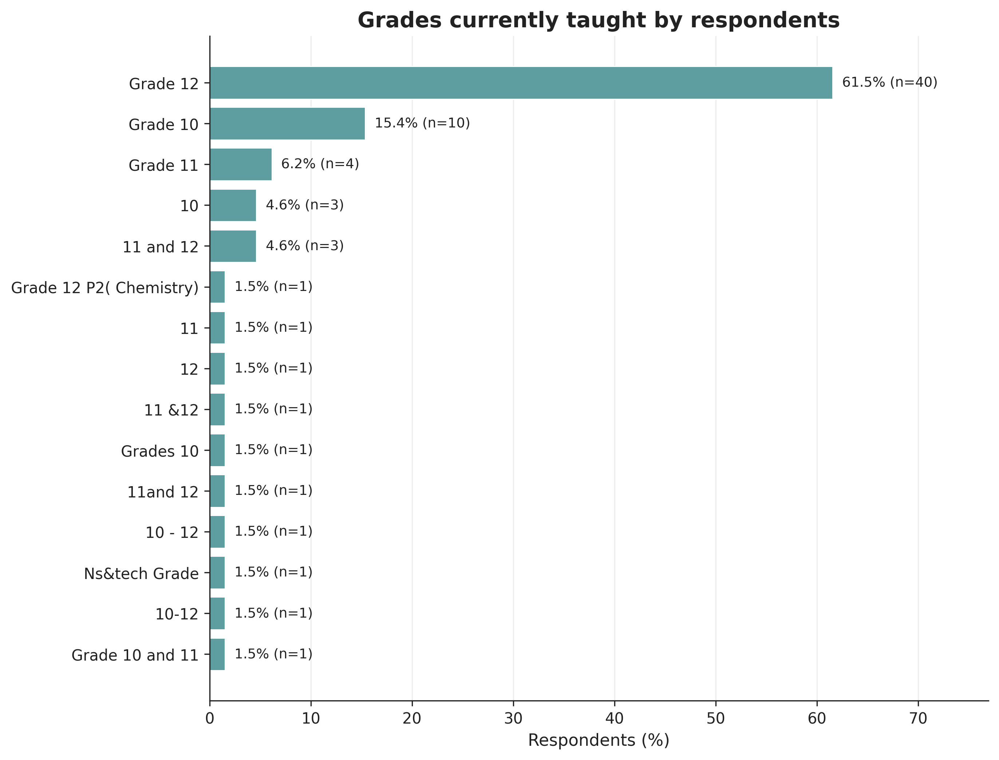 Grades currently taught by respondents
Grade 12 61.5% (n=40)
Grade 10 15.4% (n=10)
Grade 11 6.2% (n=4)
10 4.6% (n=3)
11 and 12 4.6% (n=3)
Grade 12 P2( Chemistry) 1.5% (n=1)
11 1.5% (n=1)
12 1.5% (n=1)
11 &12 1.5% (n=1)
Grades 10 1.5% (n=1)
11and 12 1.5% (n=1)
10 - 12 1.5% (n=1)
Ns&tech Grade 1.5% (n=1)
10-12 1.5% (n=1)
Grade 10 and 11 1.5% (n=1)
0 10 20 30 40 50 60 70
Respondents (%)